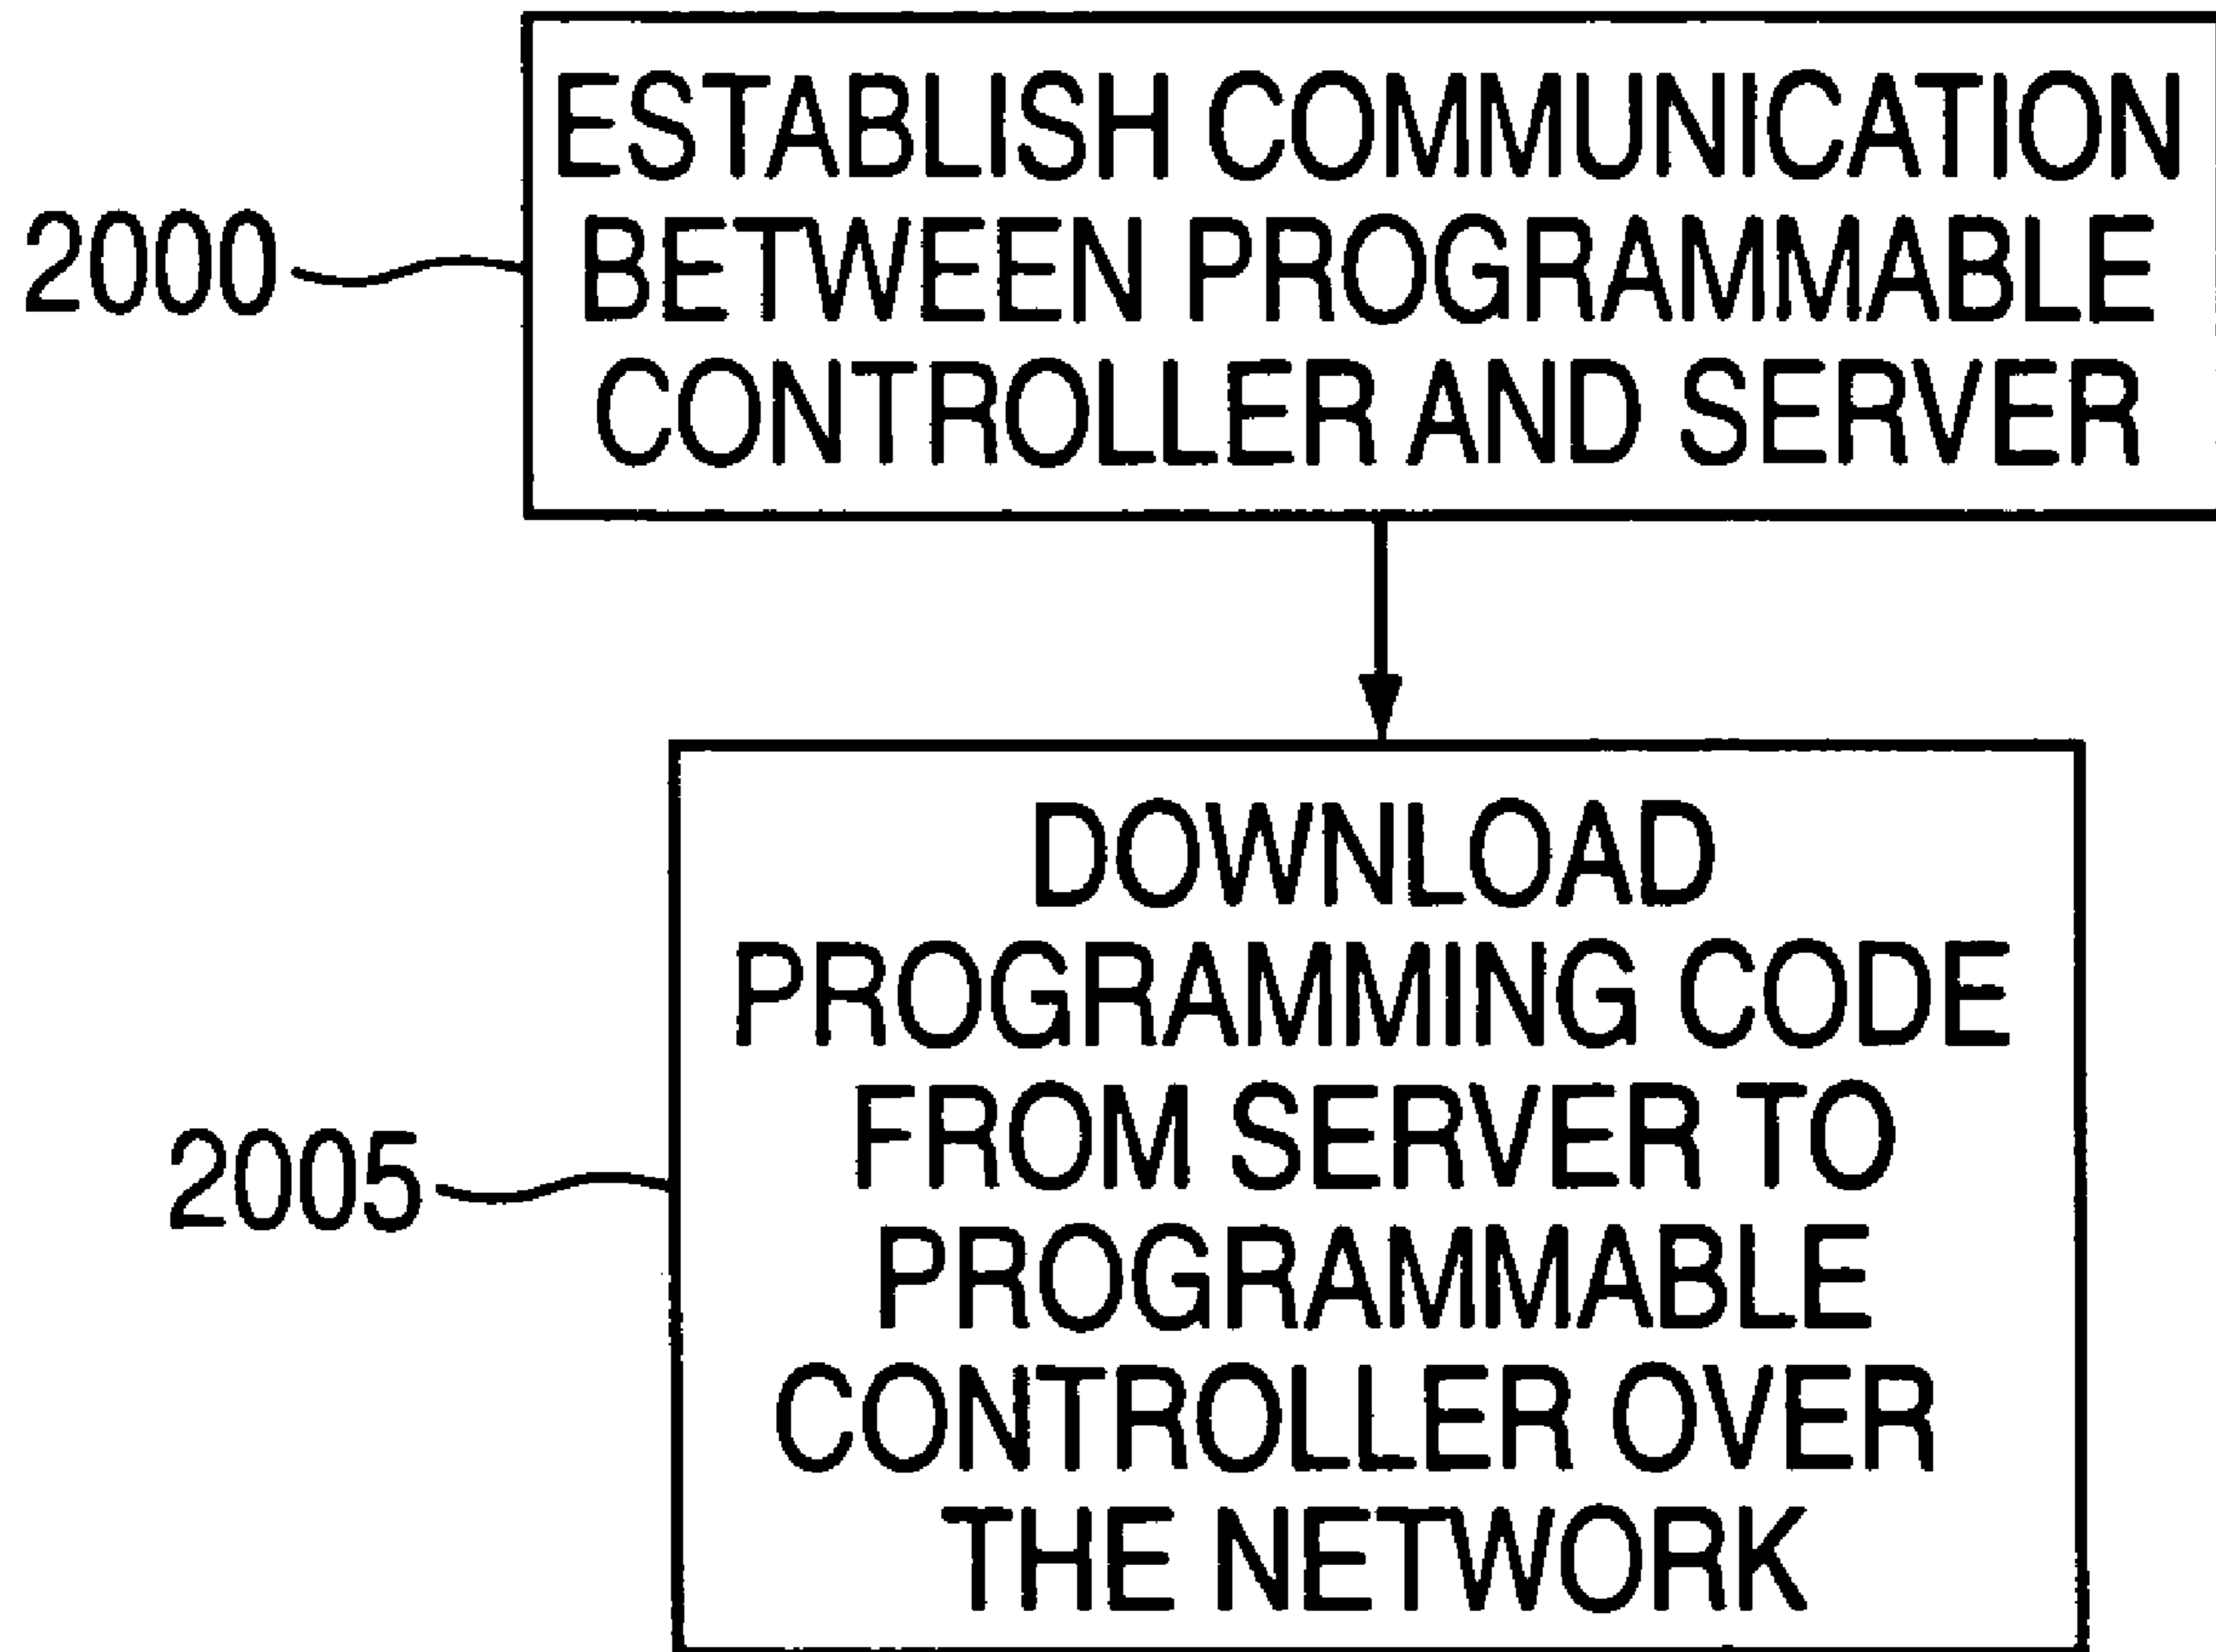 ESTABLISH COMMUNICATION
BETWEEN PROGRAMMABLE
CONTROLLER AND SERVER
2000
DOWNLOAD
PROGRAMMING CODE
FROM SERVER TO
PROGRAMMABLE
CONTROLLER OVER
THE NETWORK
2005